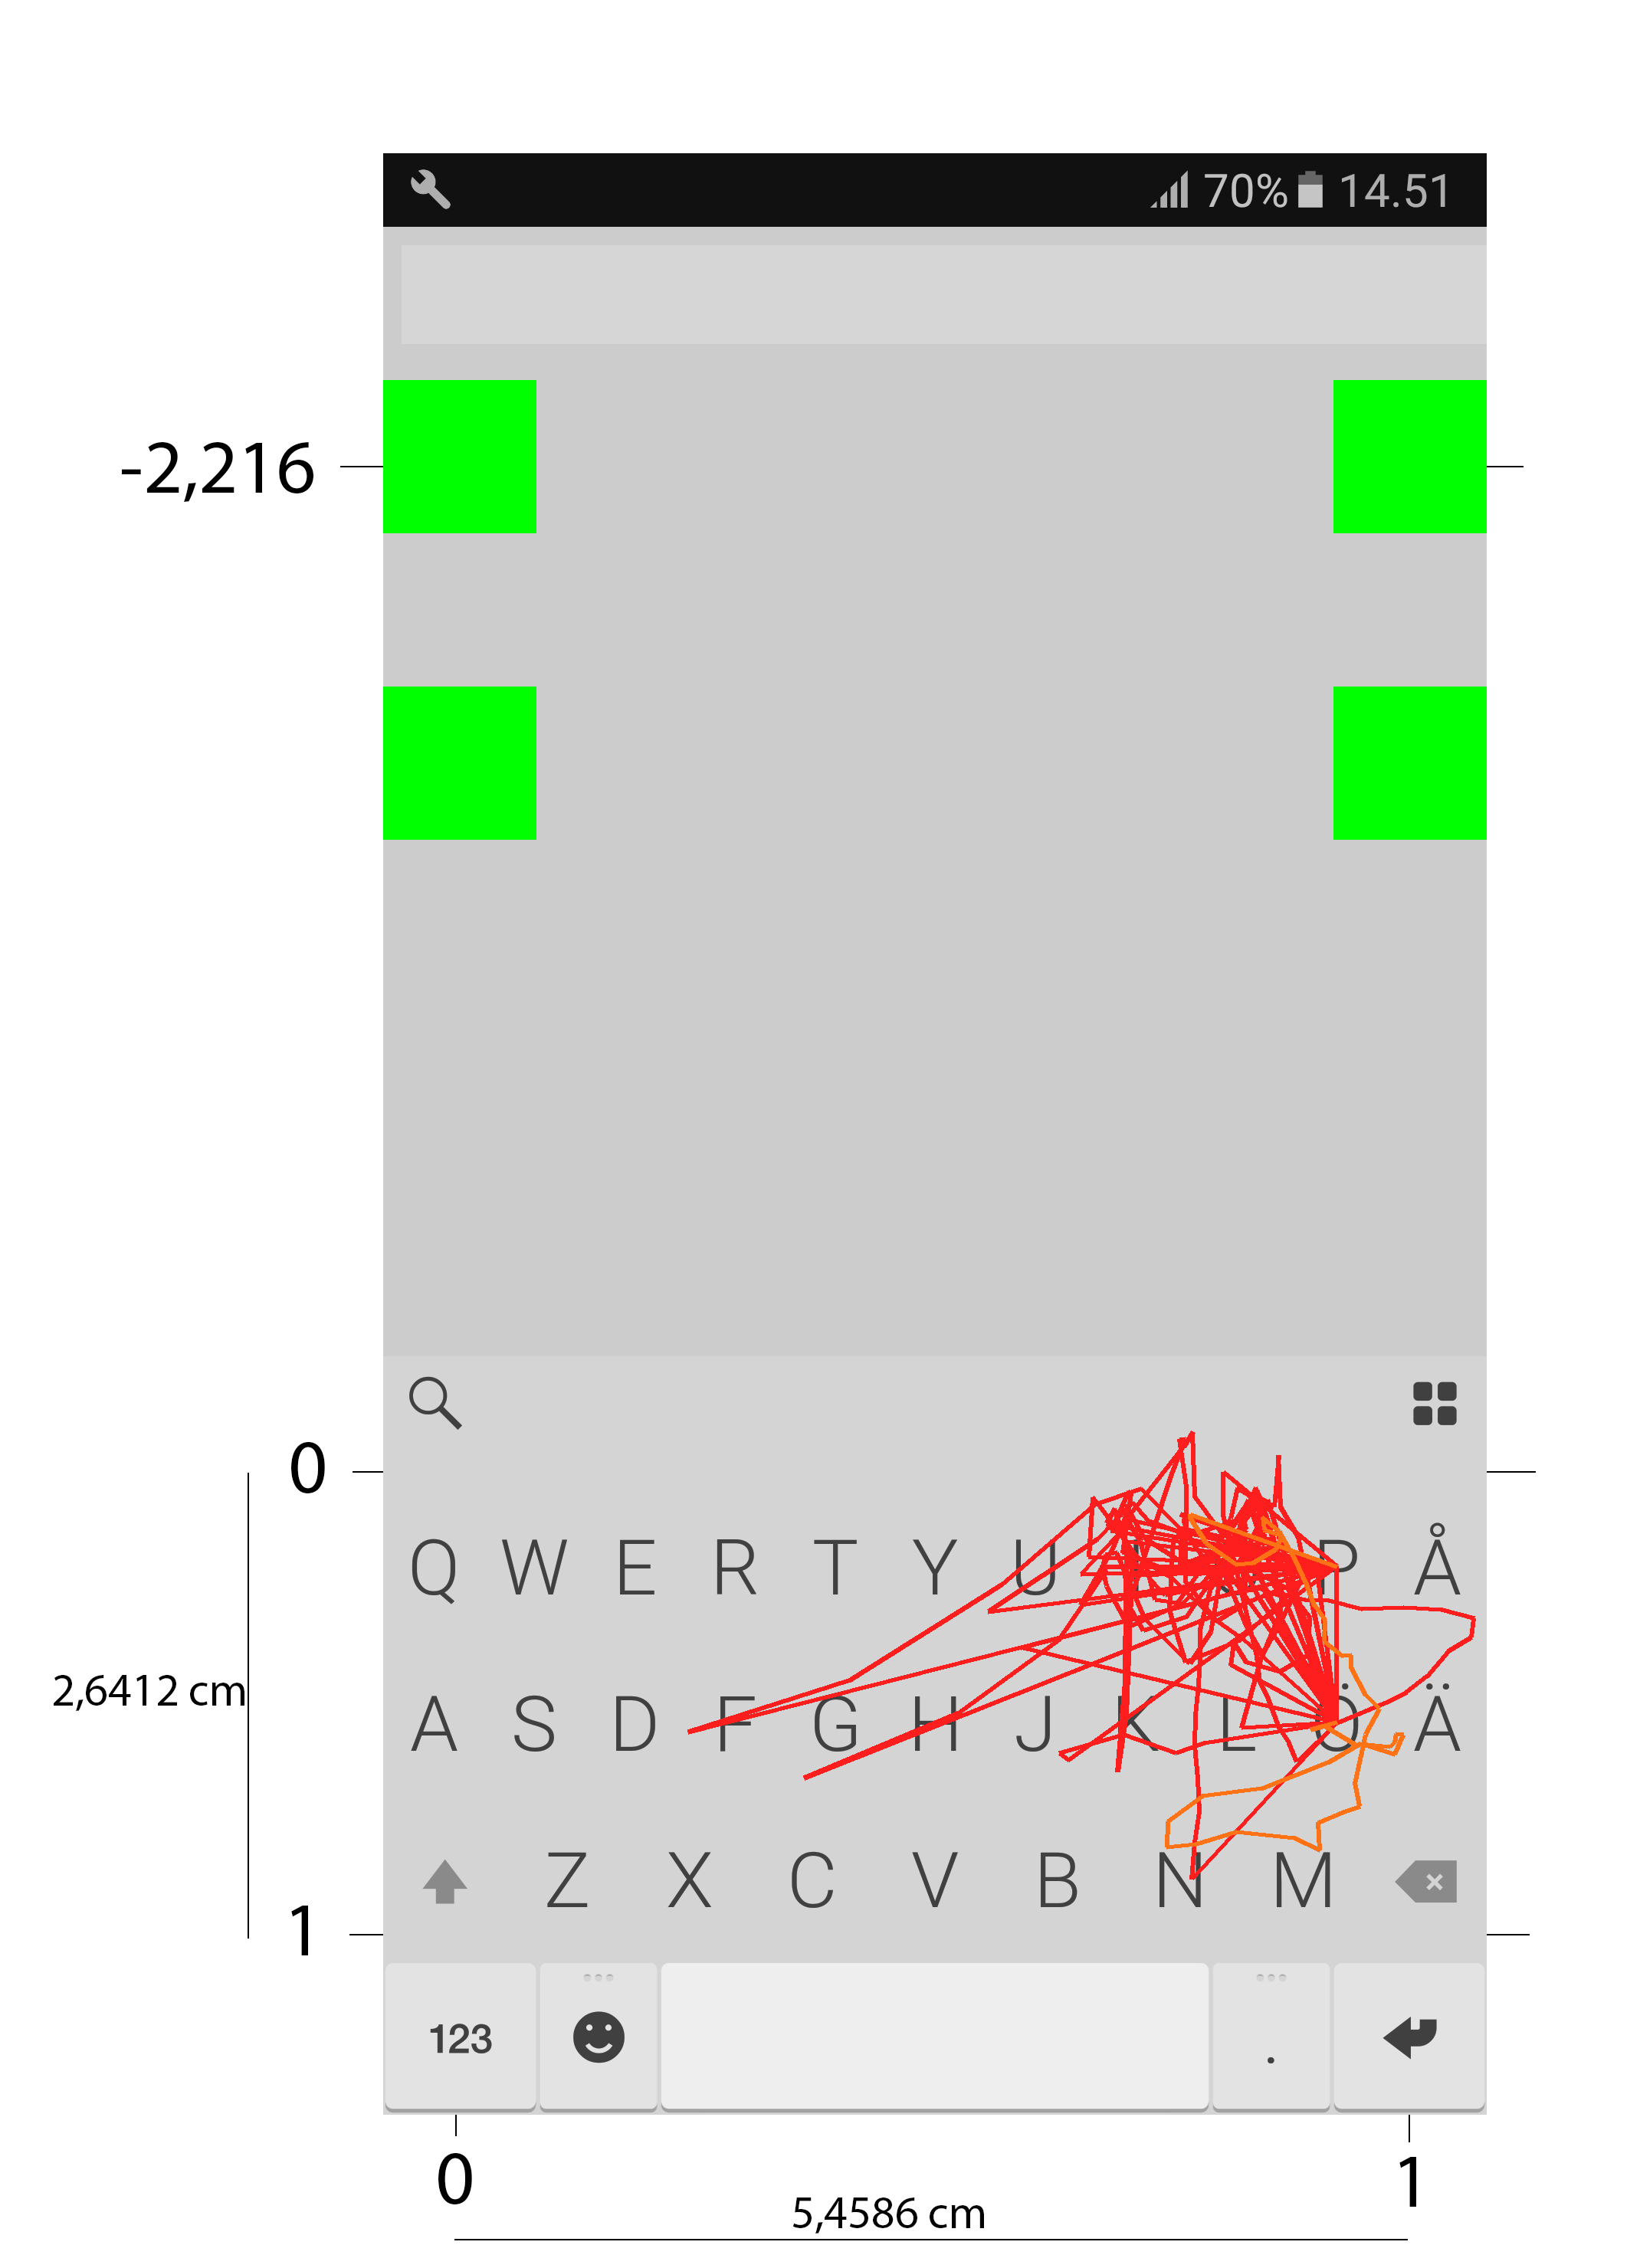 70% 14.51
-2,216
0
Q W E R T Y U P Å
2,6412 cm
A S D F G H J K L Ö Ä
1
Z X C V B N M
123 .
0 1
5,4586 cm